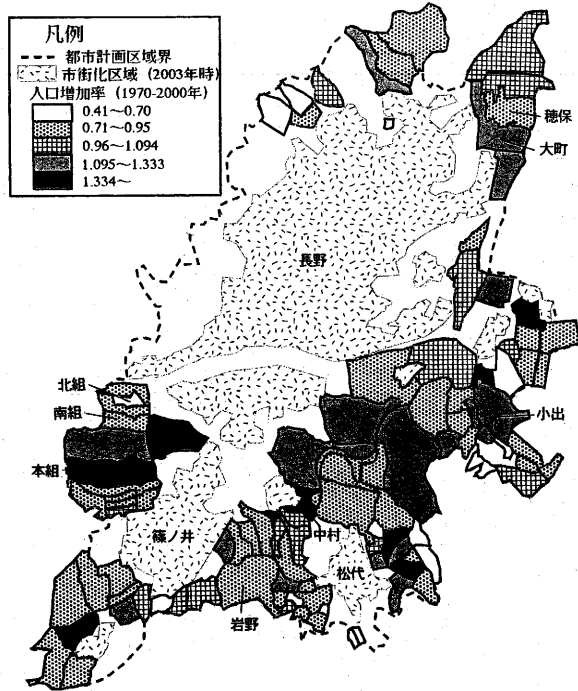 凡例
都市計画区域界
市街化区域 (2003年時)
人口増加率 (1970-2000年)
0.41～0.70
0.71～0.95
0.96～1.094
1.095～1.333
1.334～
穂保
大町
長野
北組
南組
小出
本組
篠ノ井
中村
松代
岩野